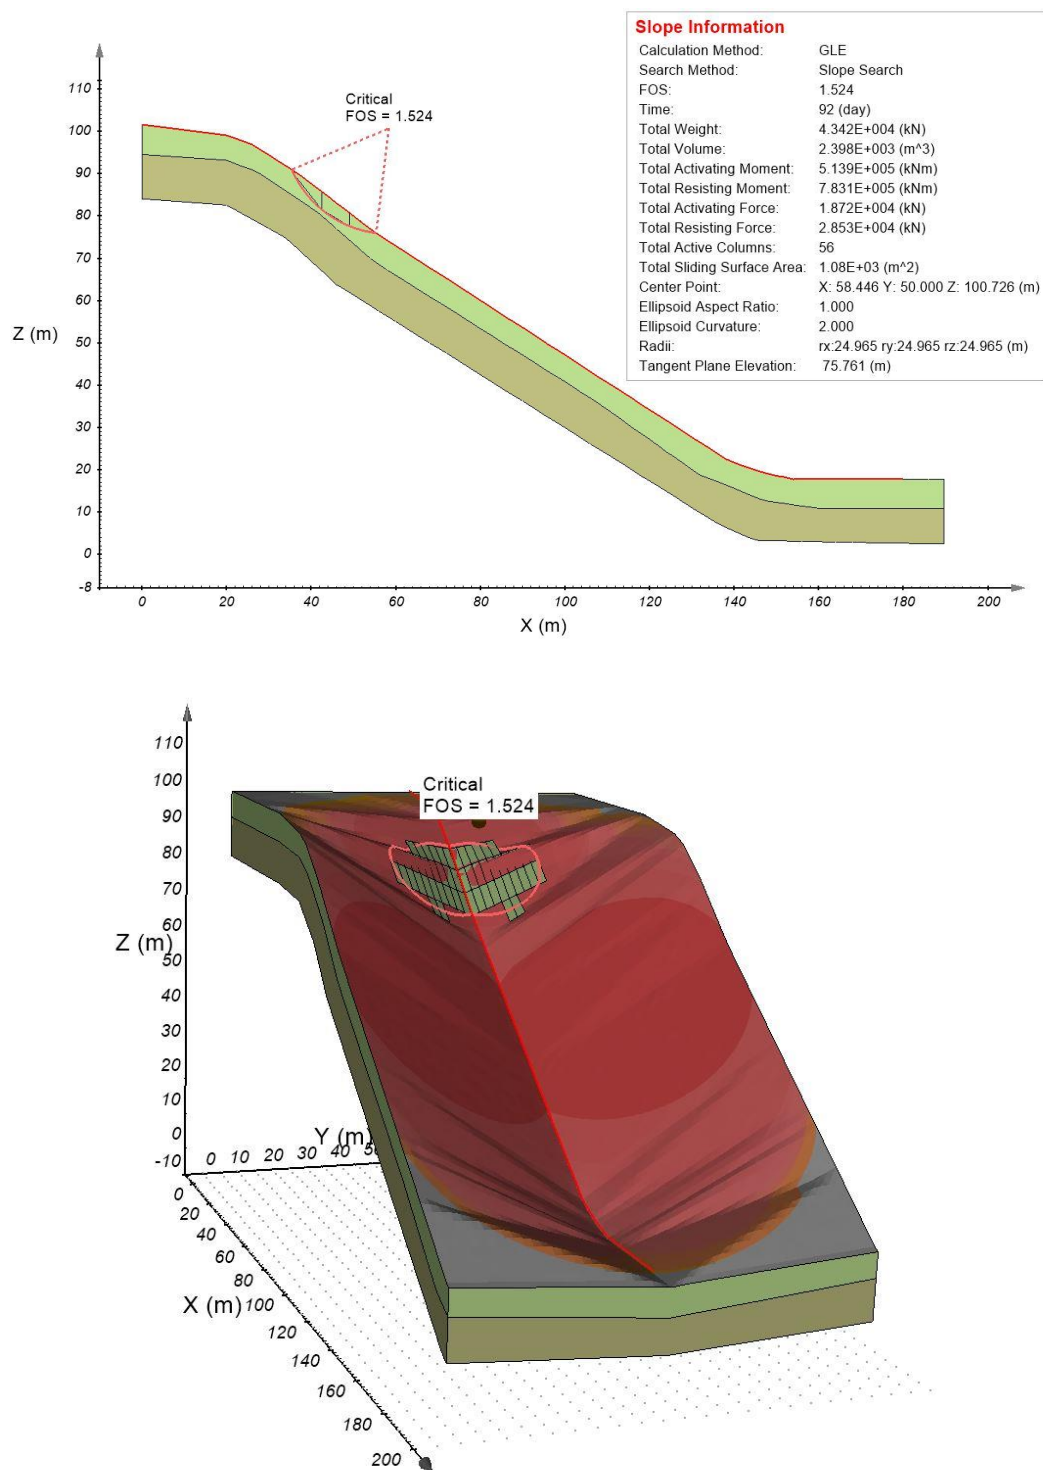 Slope Information
Calculation Method: GLE
Search Method: Slope Search
FOS: 1.524
Time: 92 (day)
Total Weight: 4.342E+004 (kN)
Total Volume: 2.398E+003 (m^3)
Total Activating Moment: 5.139E+005 (kNm)
Total Resisting Moment: 7.831E+005 (kNm)
Total Activating Force: 1.872E+004 (kN)
Total Resisting Force: 2.853E+004 (kN)
Total Active Columns: 56
Total Sliding Surface Area: 1.08E+03 (m^2)
Center Point: X: 58.446 Y: 50.000 Z: 100.726 (m)
Ellipsoid Aspect Ratio: 1.000
Ellipsoid Curvature: 2.000
Radii: rx:24.965 ry:24.965 rz:24.965 (m)
Tangent Plane Elevation: 75.761 (m)
Critical
FOS = 1.524
110
100
90
80
70
60
50
40
30
20
10
0
-8
Z (m)
0 20 40 60 80 100 120 140 160 180 200
X (m)
Critical
FOS = 1.524
110
100
90
80
70
60
50
40
30
20
10
0
-10
Z (m)
Y (m)
0 10 20 30 40
0
20
40
60
80
100
120
140
160
180
200
X (m)